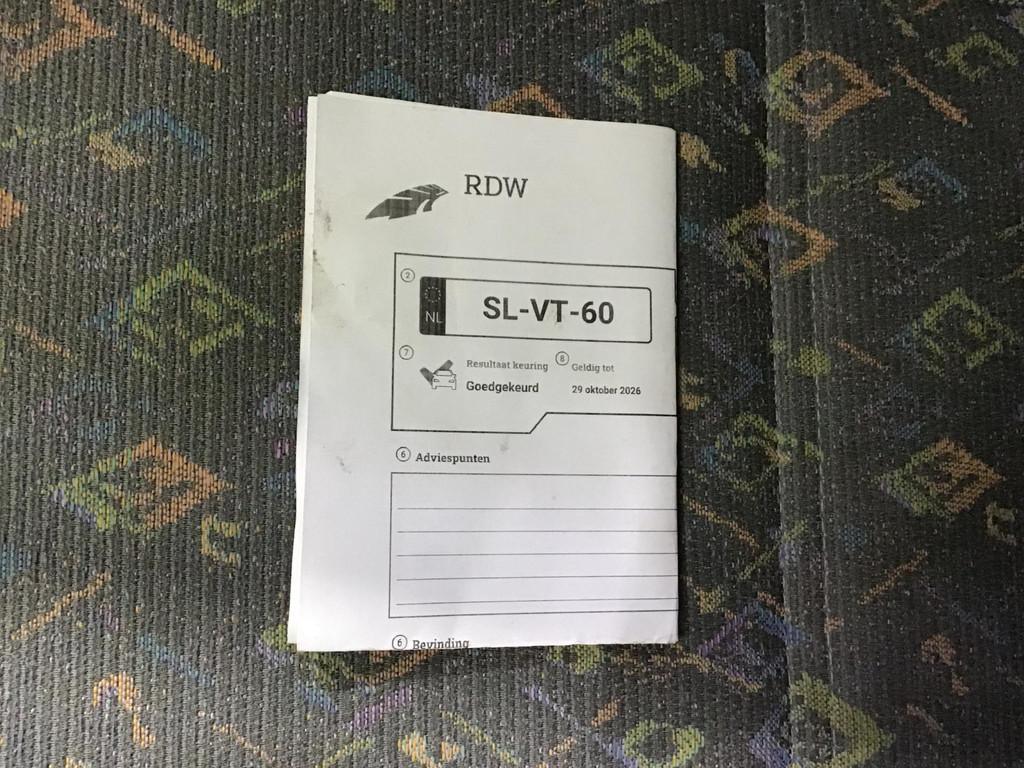 RDW
2
NL SL-VT-60
7 Resultaat keuring 8 Geldig tot
Goedgekeurd 29 oktober 2026
6 Adviespunten
6 Bevinding